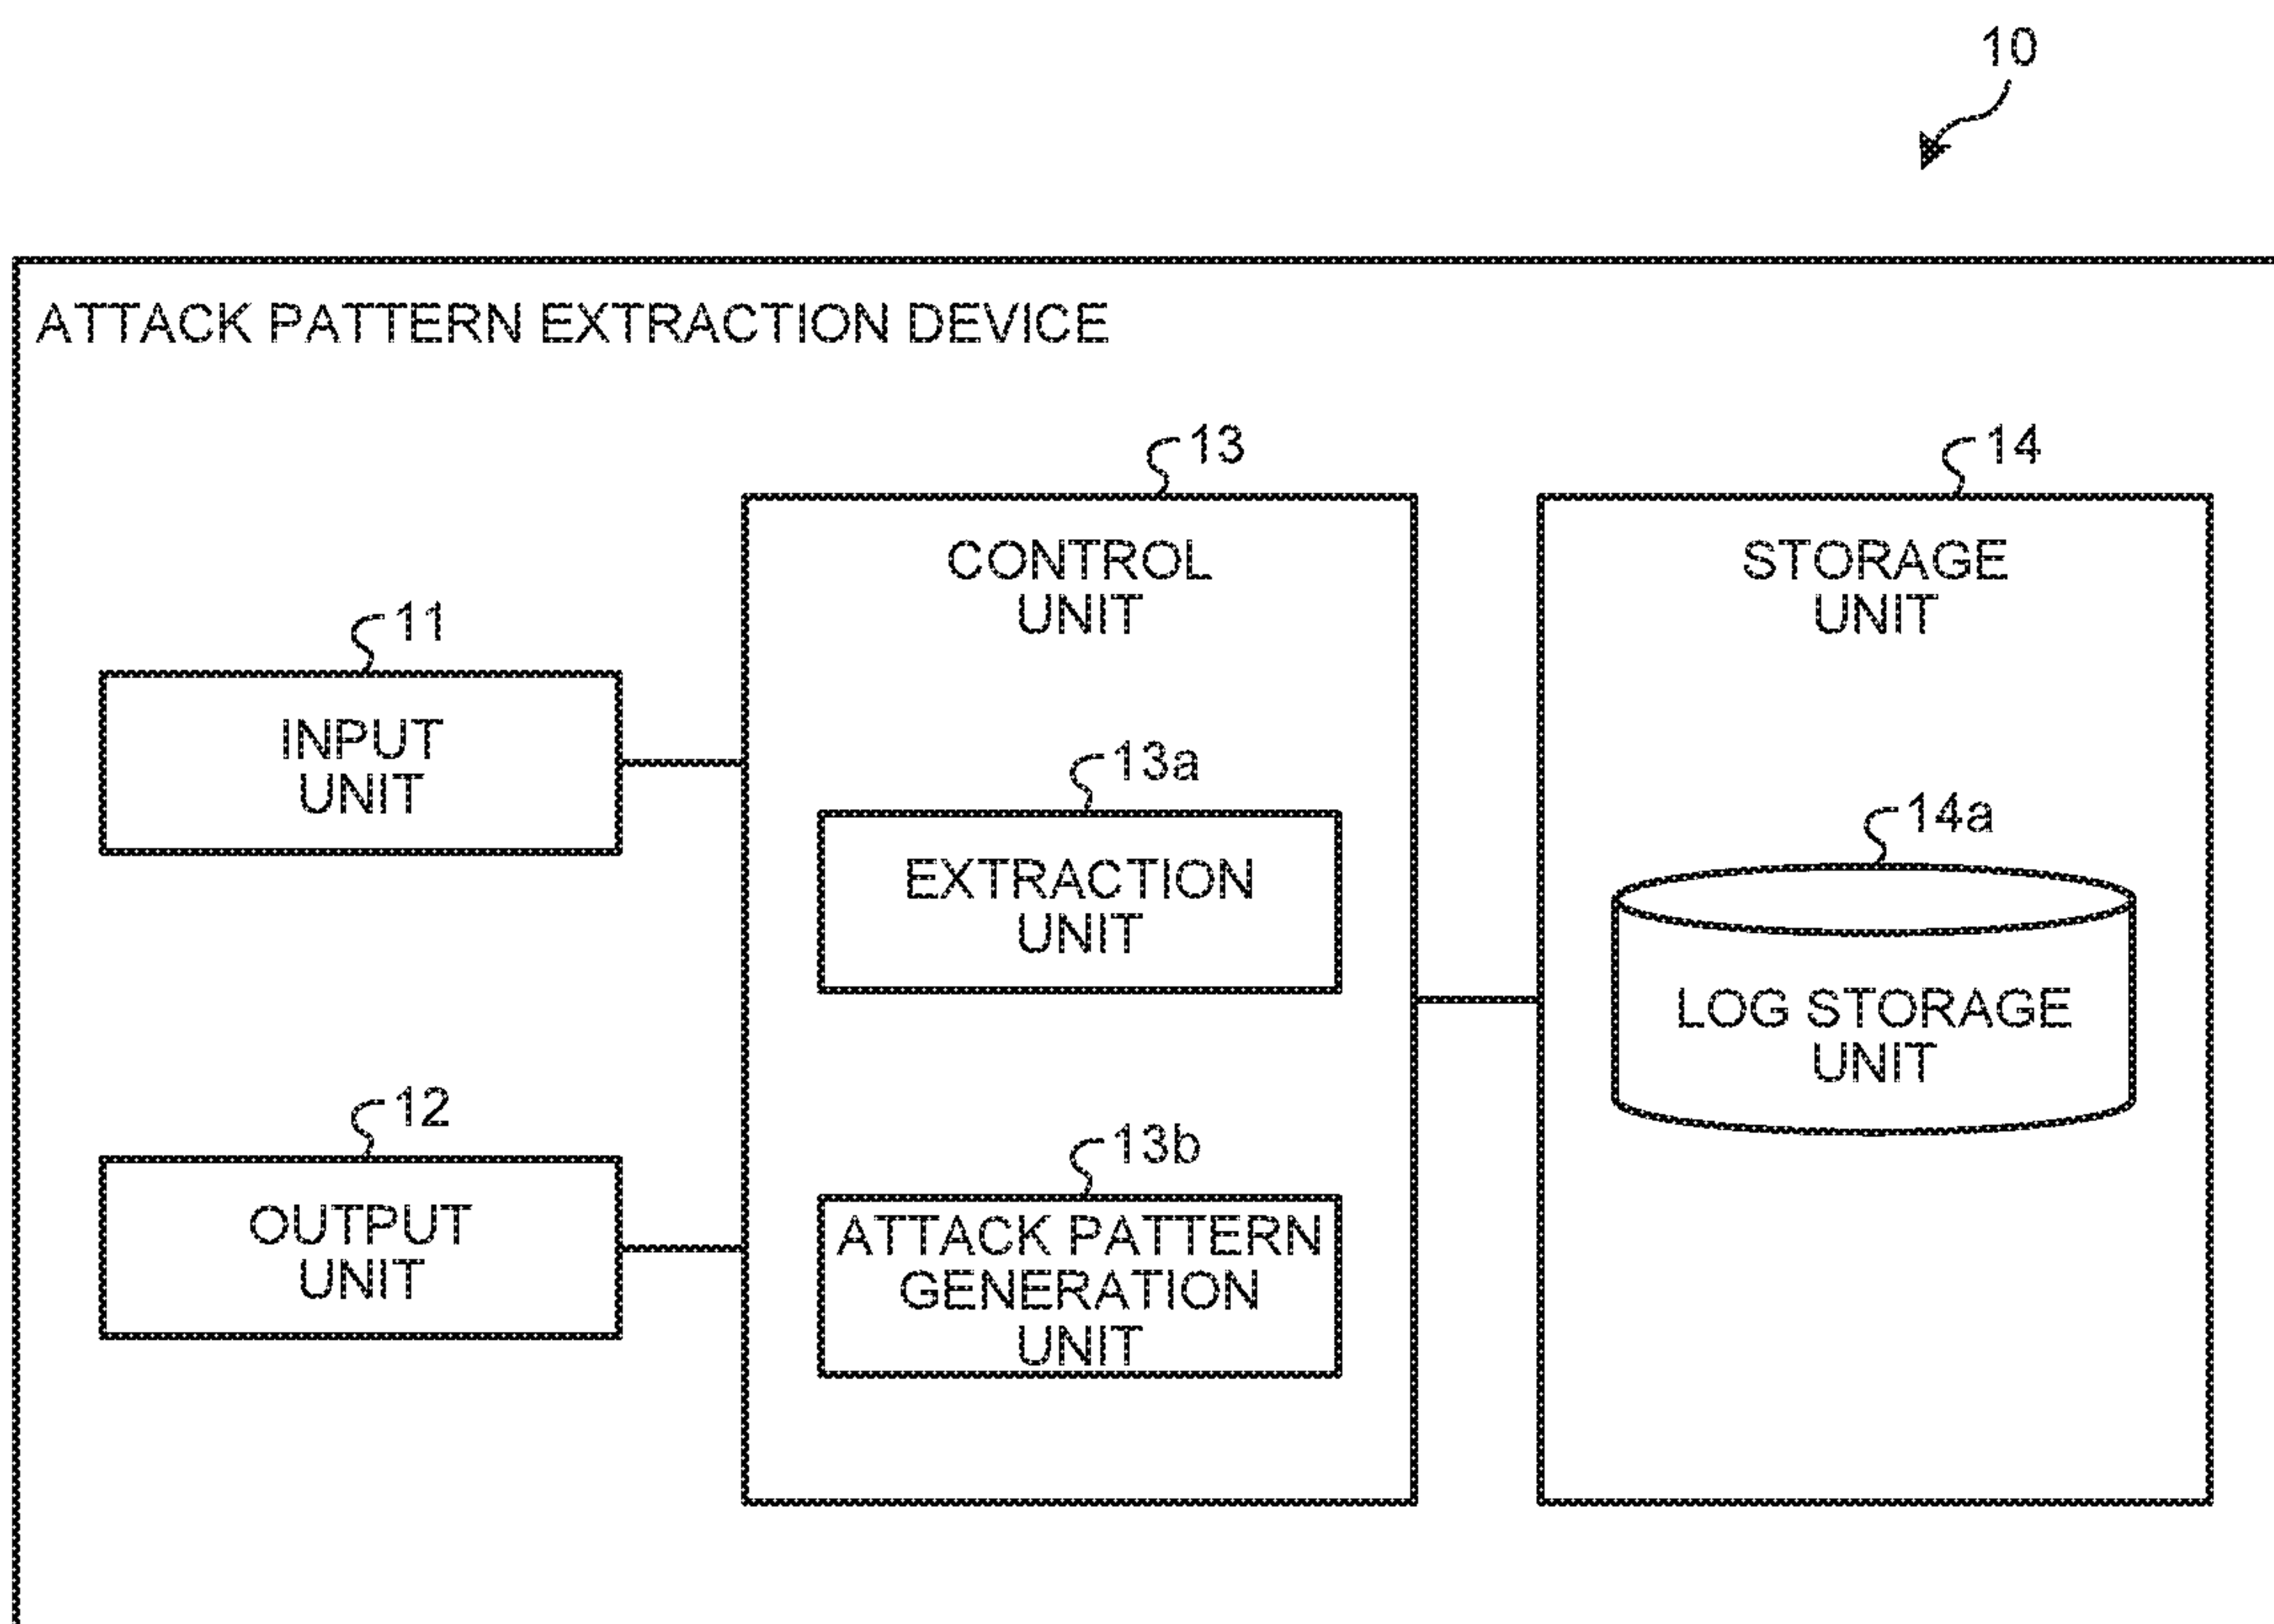 10
ATTACK PATTERN EXTRACTION DEVICE
13
CONTROL
UNIT
14
STORAGE
UNIT
11
INPUT
UNIT
13a
EXTRACTION
UNIT
14a
LOG STORAGE
UNIT
12
OUTPUT
UNIT
13b
ATTACK PATTERN
GENERATION
UNIT